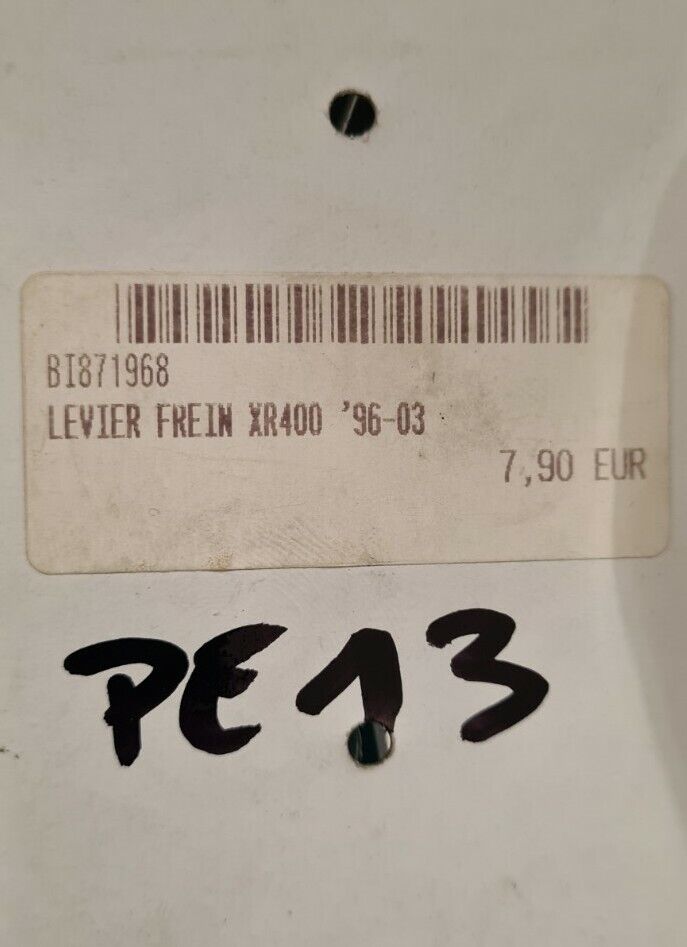 BI871968
LEVIER FREIN XR400 '96-03
7,90 EUR
PE13